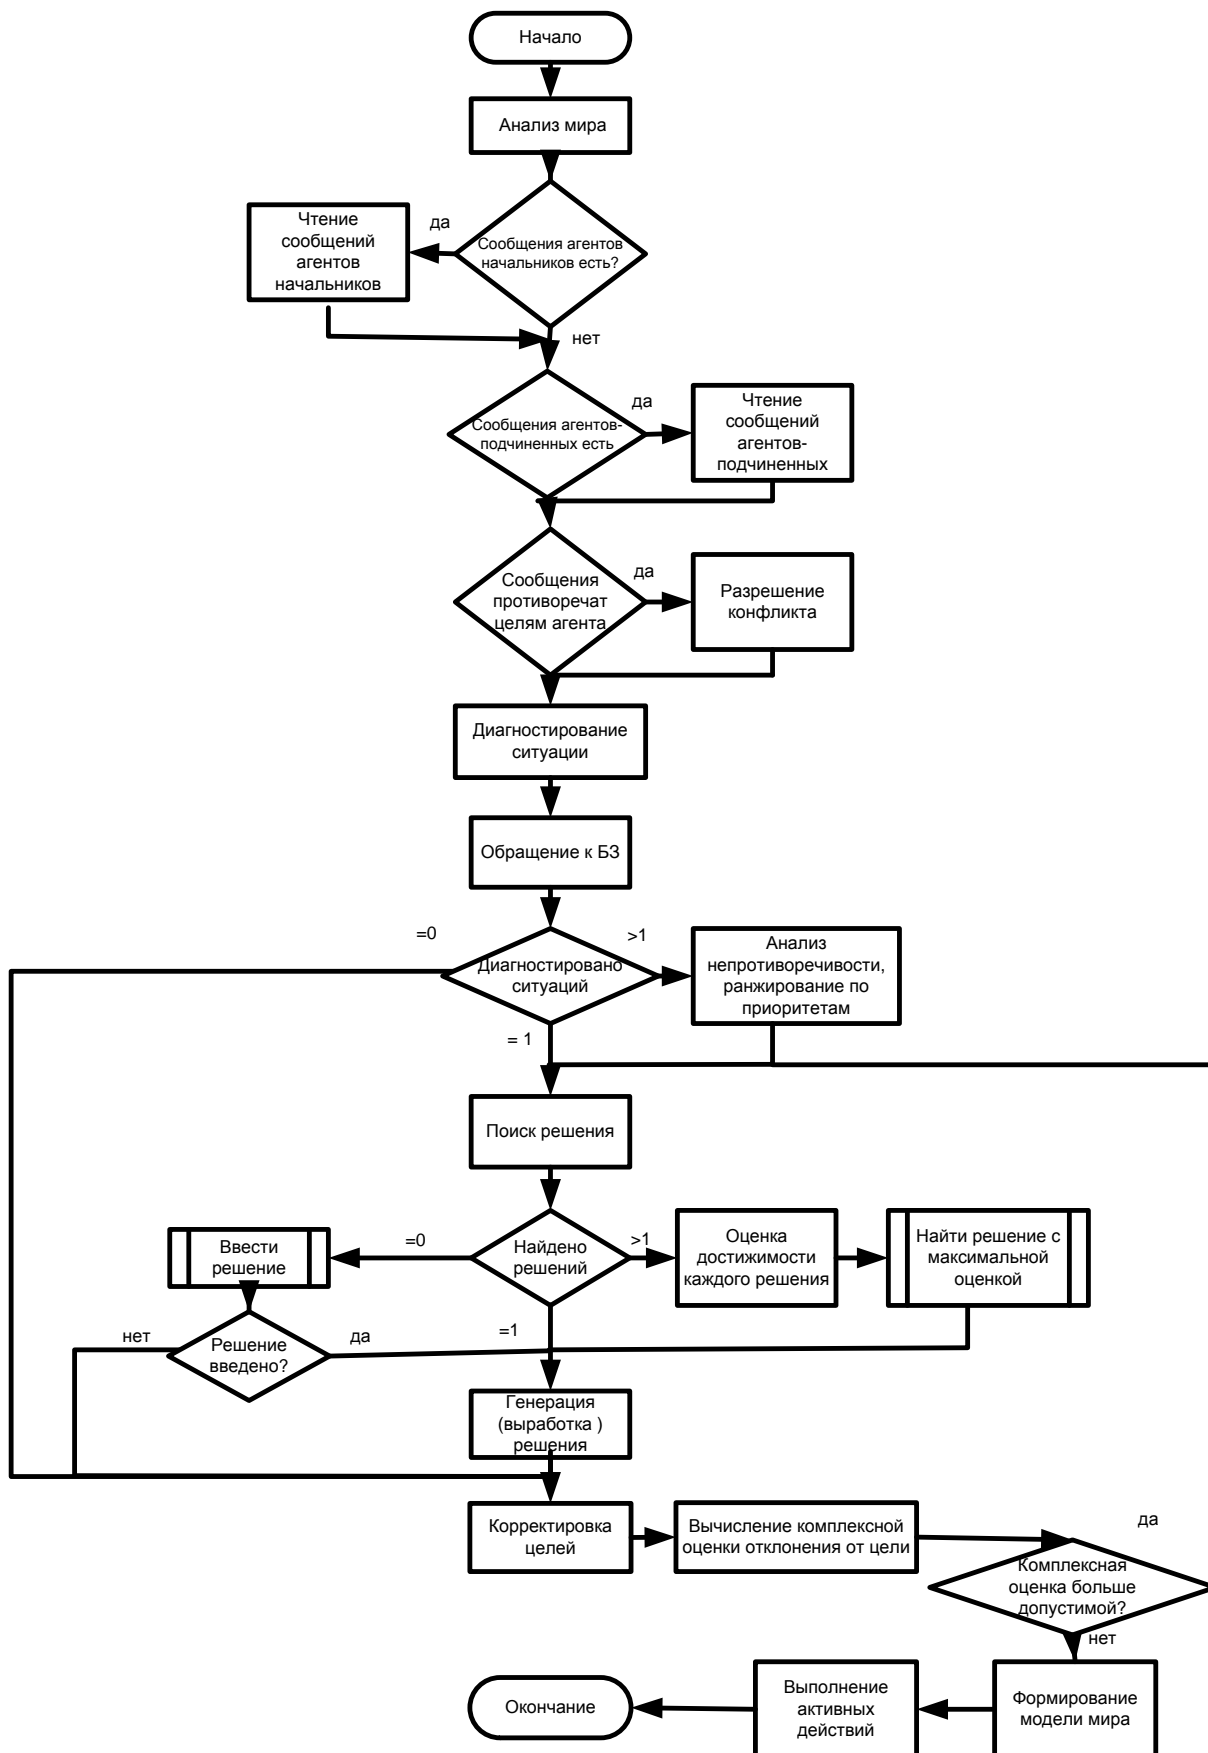 Начало
Анализ мира
Чтение
сообщений
агентов
начальников
да
Сообщения агентов
начальников есть?
нет
Сообщения агентов-
подчиненных есть
да
Чтение
сообщений
агентов-
подчиненных
Сообщения
противоречат
целям агента
да
Разрешение
конфликта
Диагностирование
ситуации
Обращение к БЗ
=0
Диагностировано
ситуаций
>1
Анализ
непротиворечивости,
ранжирование по
приоритетам
= 1
Поиск решения
Ввести
решение
=0
Найдено
решений
>1
Оценка
достижимости
каждого решения
Найти решение с
максимальной
оценкой
нет
Решение
введено?
да
=1
Генерация
(выработка )
решения
Корректировка
целей
Вычисление комплексной
оценки отклонения от цели
да
Комплексная
оценка больше
допустимой?
нет
Окончание
Выполнение
активных
действий
Формирование
модели мира